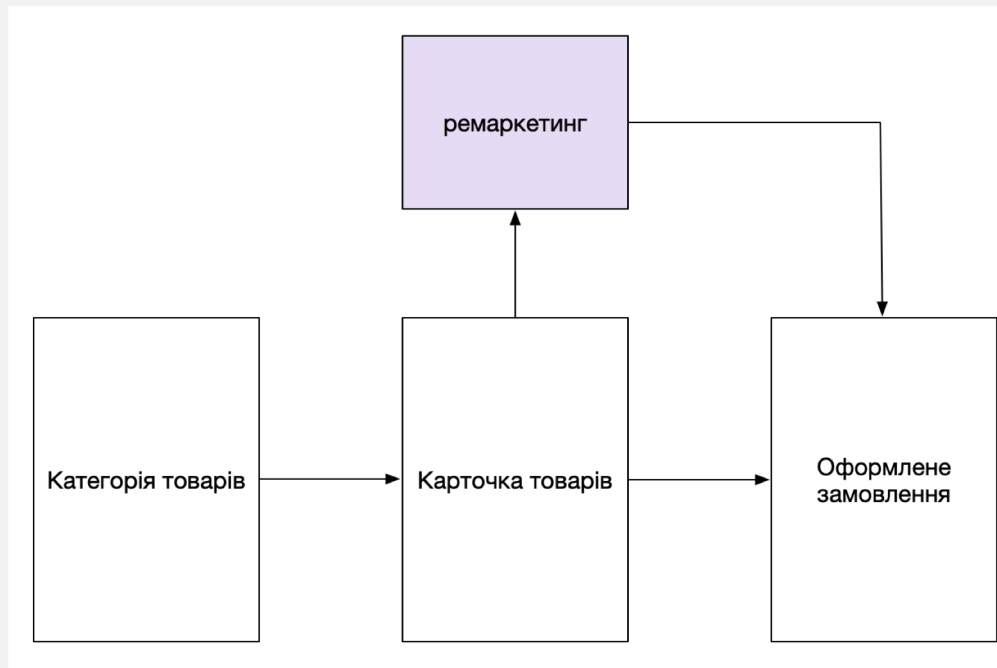 ремаркетинг
Категорія товарів
Карточка товарів
Оформлене
замовлення